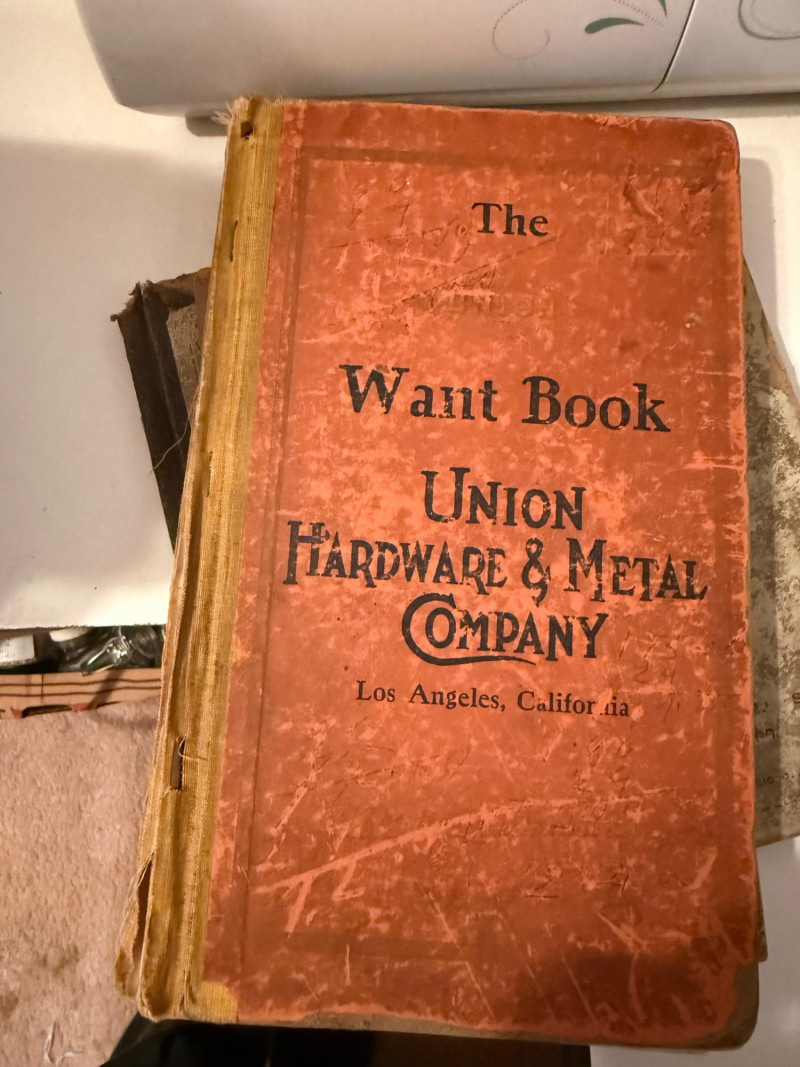 The
Want Book
UNION
HARDWARE & METAL
COMPANY
Los Angeles, California